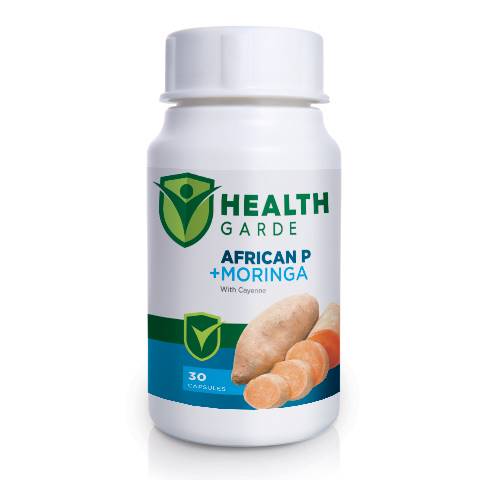 HEALTH
GARDE
AFRICAN P
+MORINGA
With Cayenne
30
CAPSULES